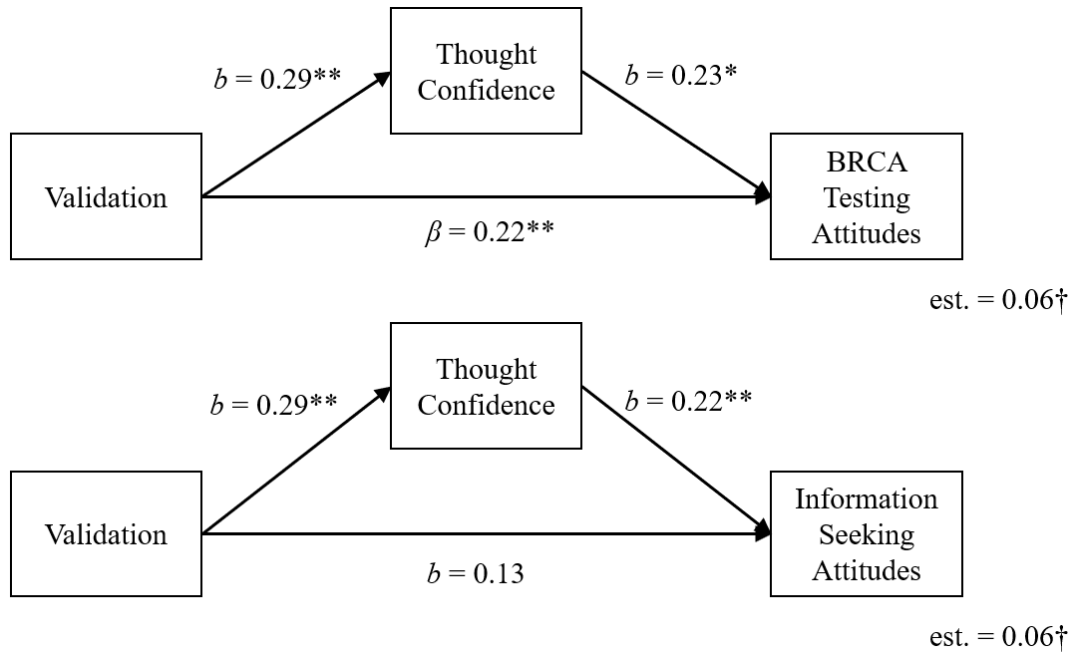 Thought
Confidence
b = 0.29**
b = 0.23*
Validation
BRCA
Testing
Attitudes
β = 0.22**
est. = 0.06†
Thought
Confidence
b = 0.29**
b = 0.22**
Validation
Information
Seeking
Attitudes
b = 0.13
est. = 0.06†